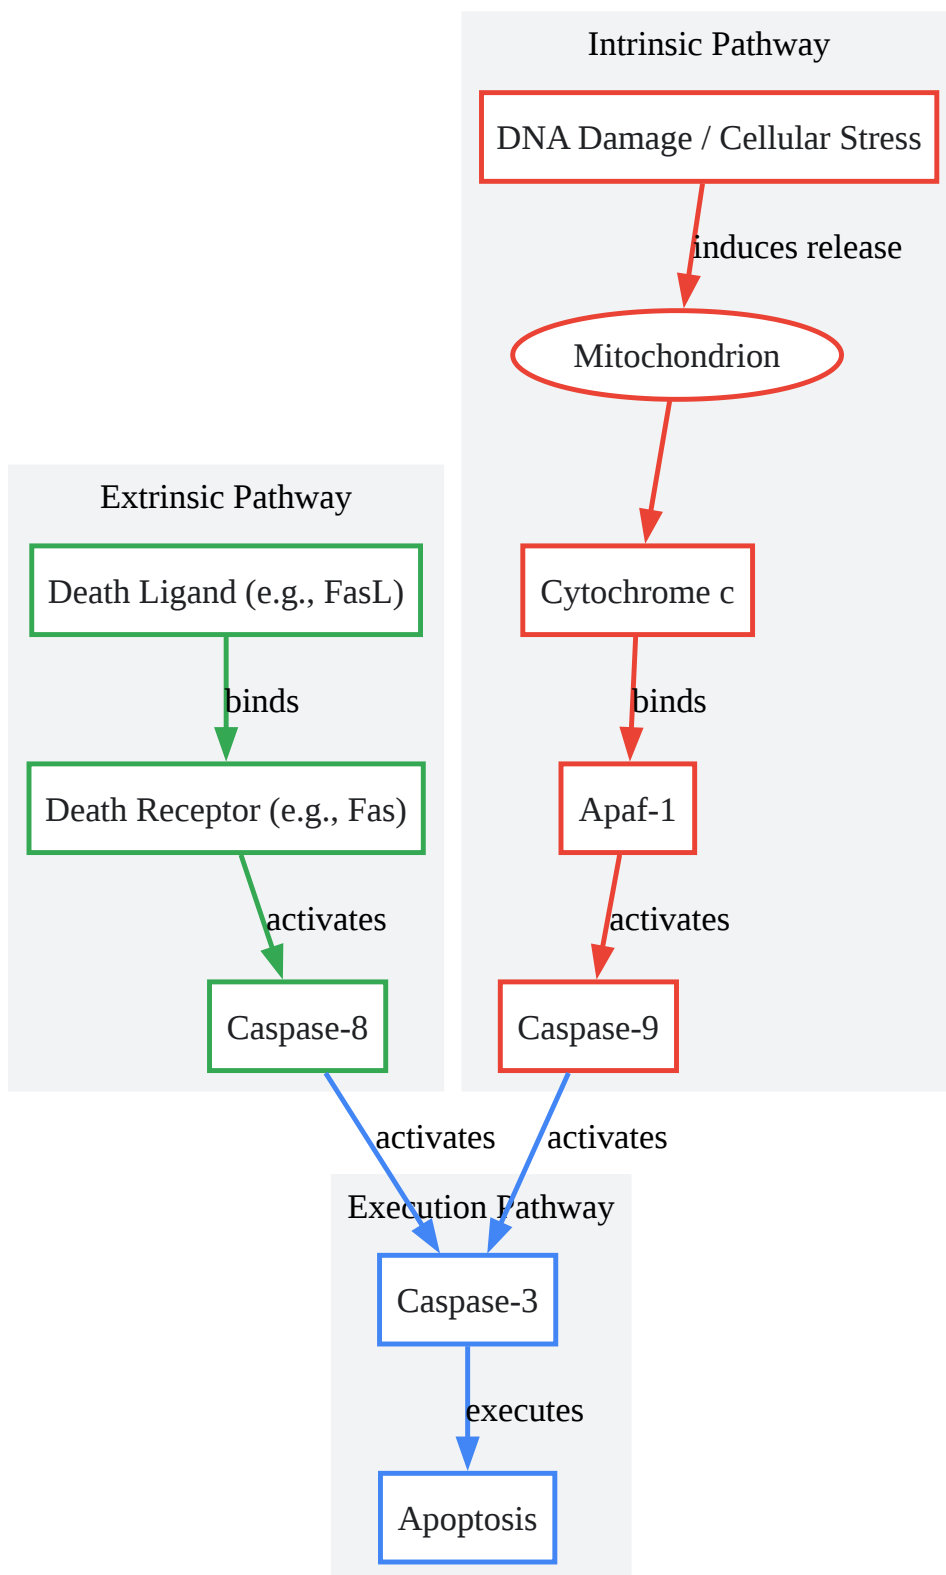 Intrinsic Pathway
DNA Damage / Cellular Stress
induces release
Mitochondrion
Extrinsic Pathway
Death Ligand (e.g., FasL)
Cytochrome c
binds
binds
Death Receptor (e.g., Fas)
Apaf-1
activates
activates
Caspase-8
Caspase-9
activates
activates
Execution Pathway
Caspase-3
executes
Apoptosis